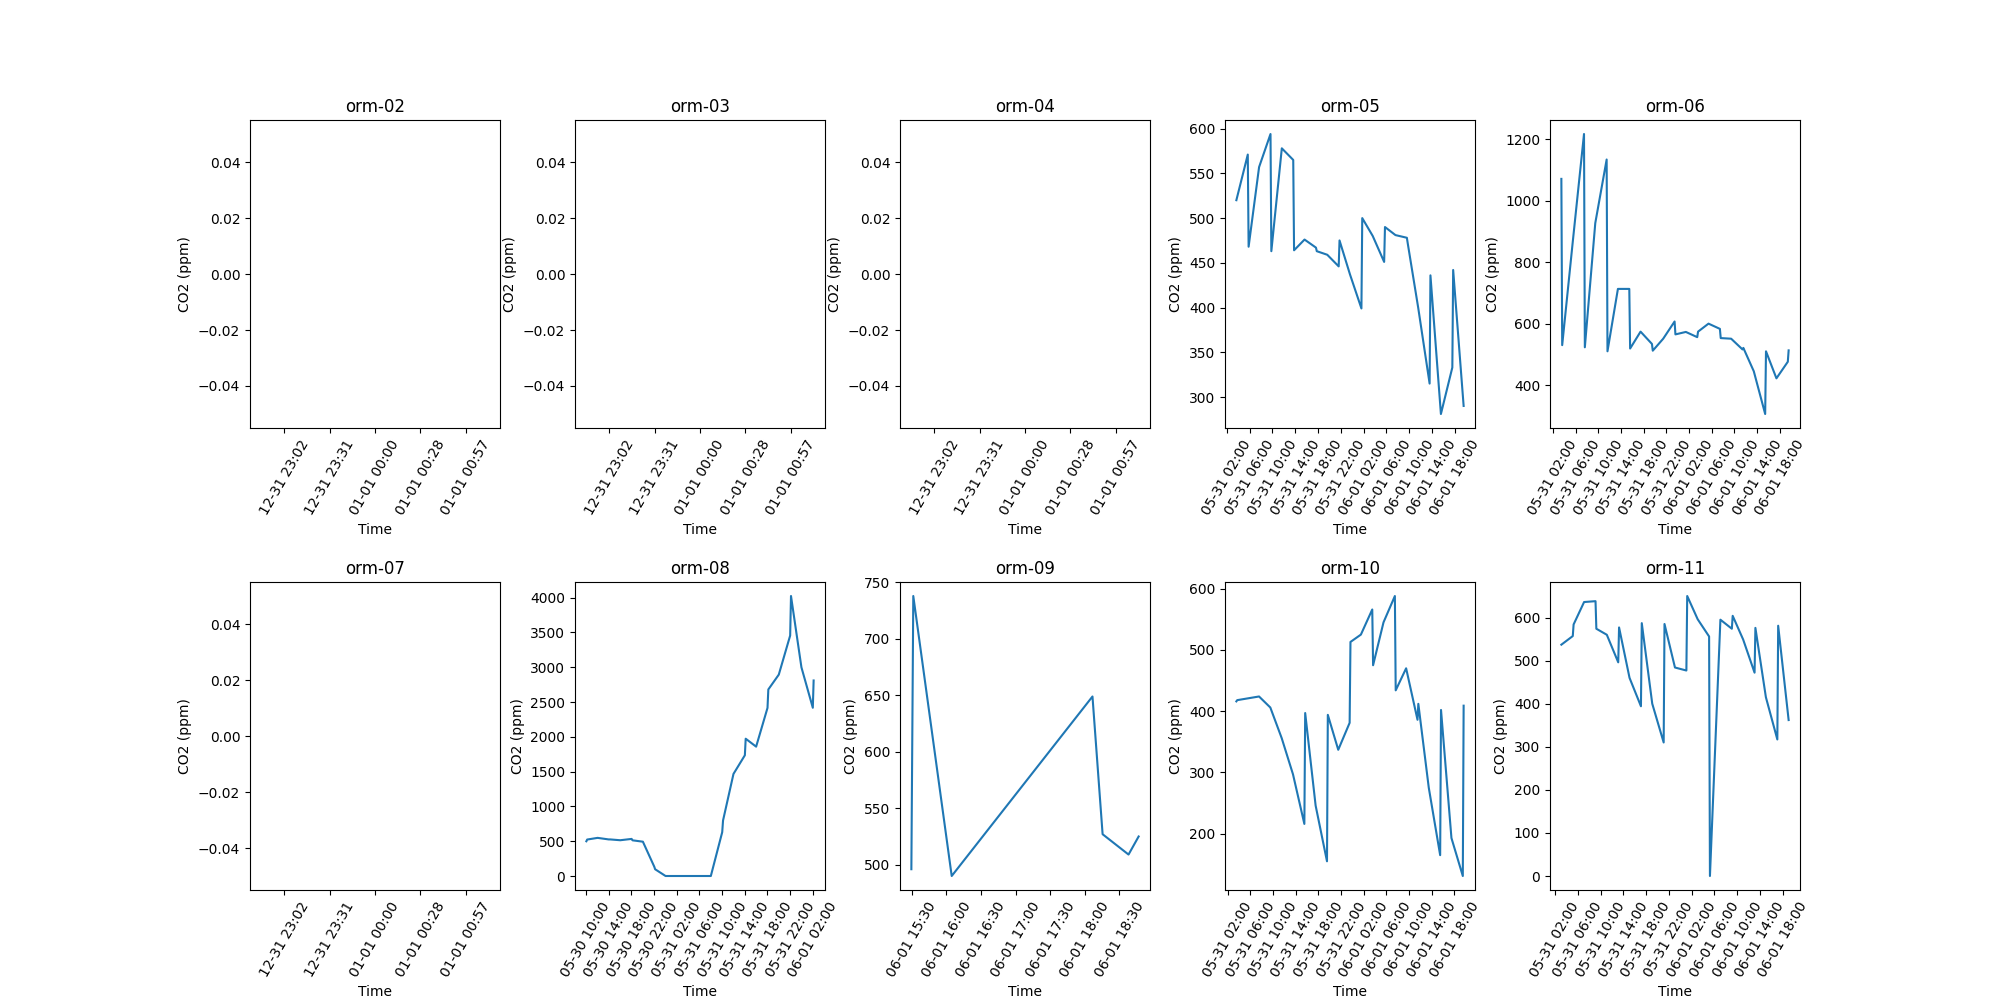 orm-02 orm-03 orm-04 orm-05 orm-06
CO2 (ppm) CO2 (ppm) CO2 (ppm) CO2 (ppm) CO2 (ppm)
0.04 0.04 0.04 600 1200
0.02 0.02 0.02 550 1000
0.00 0.00 0.00 500 800
−0.02 −0.02 −0.02 450 600
−0.04 −0.04 −0.04 400 400
350
300
12-31 23:02 12-31 23:31 01-01 00:00 01-01 00:28 01-01 00:57
12-31 23:02 12-31 23:31 01-01 00:00 01-01 00:28 01-01 00:57
12-31 23:02 12-31 23:31 01-01 00:00 01-01 00:28 01-01 00:57
05-31 02:00 05-31 06:00 05-31 10:00 05-31 14:00 05-31 18:00 05-31 22:00 06-01 02:00 06-01 06:00 06-01 10:00 06-01 14:00 06-01 18:00
05-31 02:00 05-31 06:00 05-31 10:00 05-31 14:00 05-31 18:00 05-31 22:00 06-01 02:00 06-01 06:00 06-01 10:00 06-01 14:00 06-01 18:00
Time Time Time Time Time
orm-07 orm-08 orm-09 orm-10 orm-11
CO2 (ppm) CO2 (ppm) CO2 (ppm) CO2 (ppm) CO2 (ppm)
0.04 4000 750 600 600
0.02 3500 700 500 500
0.00 3000 650 400 400
−0.02 2500 600 300 300
−0.04 2000 550 200 200
1500 500 100
1000 0
500
0
12-31 23:02 12-31 23:31 01-01 00:00 01-01 00:28 01-01 00:57
05-30 10:00 05-30 14:00 05-30 18:00 05-30 22:00 05-31 02:00 05-31 06:00 05-31 10:00 05-31 14:00 05-31 18:00 05-31 22:00 06-01 02:00
06-01 15:30 06-01 16:00 06-01 16:30 06-01 17:00 06-01 17:30 06-01 18:00 06-01 18:30
05-31 02:00 05-31 06:00 05-31 10:00 05-31 14:00 05-31 18:00 05-31 22:00 06-01 02:00 06-01 06:00 06-01 10:00 06-01 14:00 06-01 18:00
05-31 02:00 05-31 06:00 05-31 10:00 05-31 14:00 05-31 18:00 05-31 22:00 06-01 02:00 06-01 06:00 06-01 10:00 06-01 14:00 06-01 18:00
Time Time Time Time Time